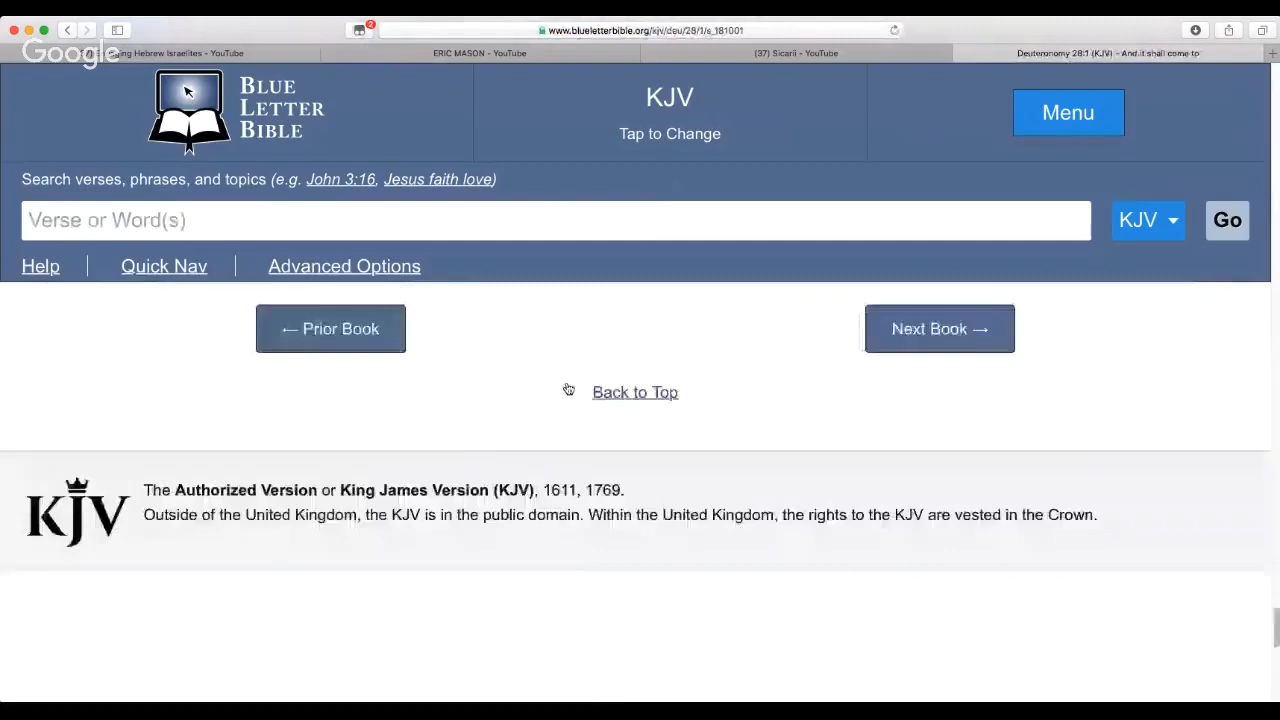 2
www.blueletterbible.org/kjv/deu/28/1/s_181001
Google
Hebrew Israelites - YouTube
ERIC MASON - YouTube
(37) Sicarii - YouTube
Deuteronomy 28:1 (KJV) - And it shall come to
+
BLUE
LETTER
BIBLE
KJV
Tap to Change
Menu
Search verses, phrases, and topics (e.g. John 3:16, Jesus faith love)
Verse or Word(s)
KJV
Go
Help
Quick Nav
Advanced Options
← Prior Book
Next Book →
Back to Top
KJV
The Authorized Version or King James Version (KJV), 1611, 1769.
Outside of the United Kingdom, the KJV is in the public domain. Within the United Kingdom, the rights to the KJV are vested in the Crown.